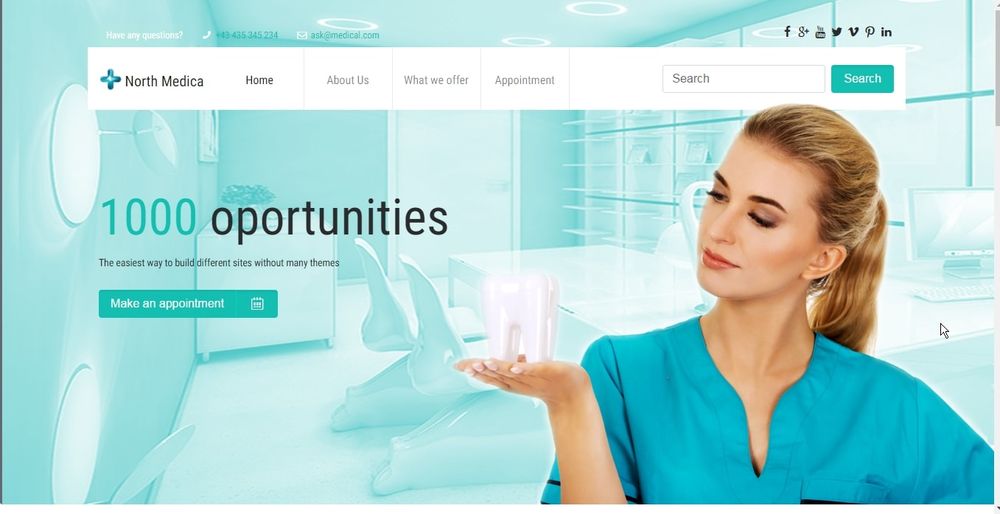 Have any questions? +43 435 345 234 ask@medical.com
North Medica Home About Us What we offer Appointment Search Search
1000 oportunities
The easiest way to build different sites without many themes
Make an appointment